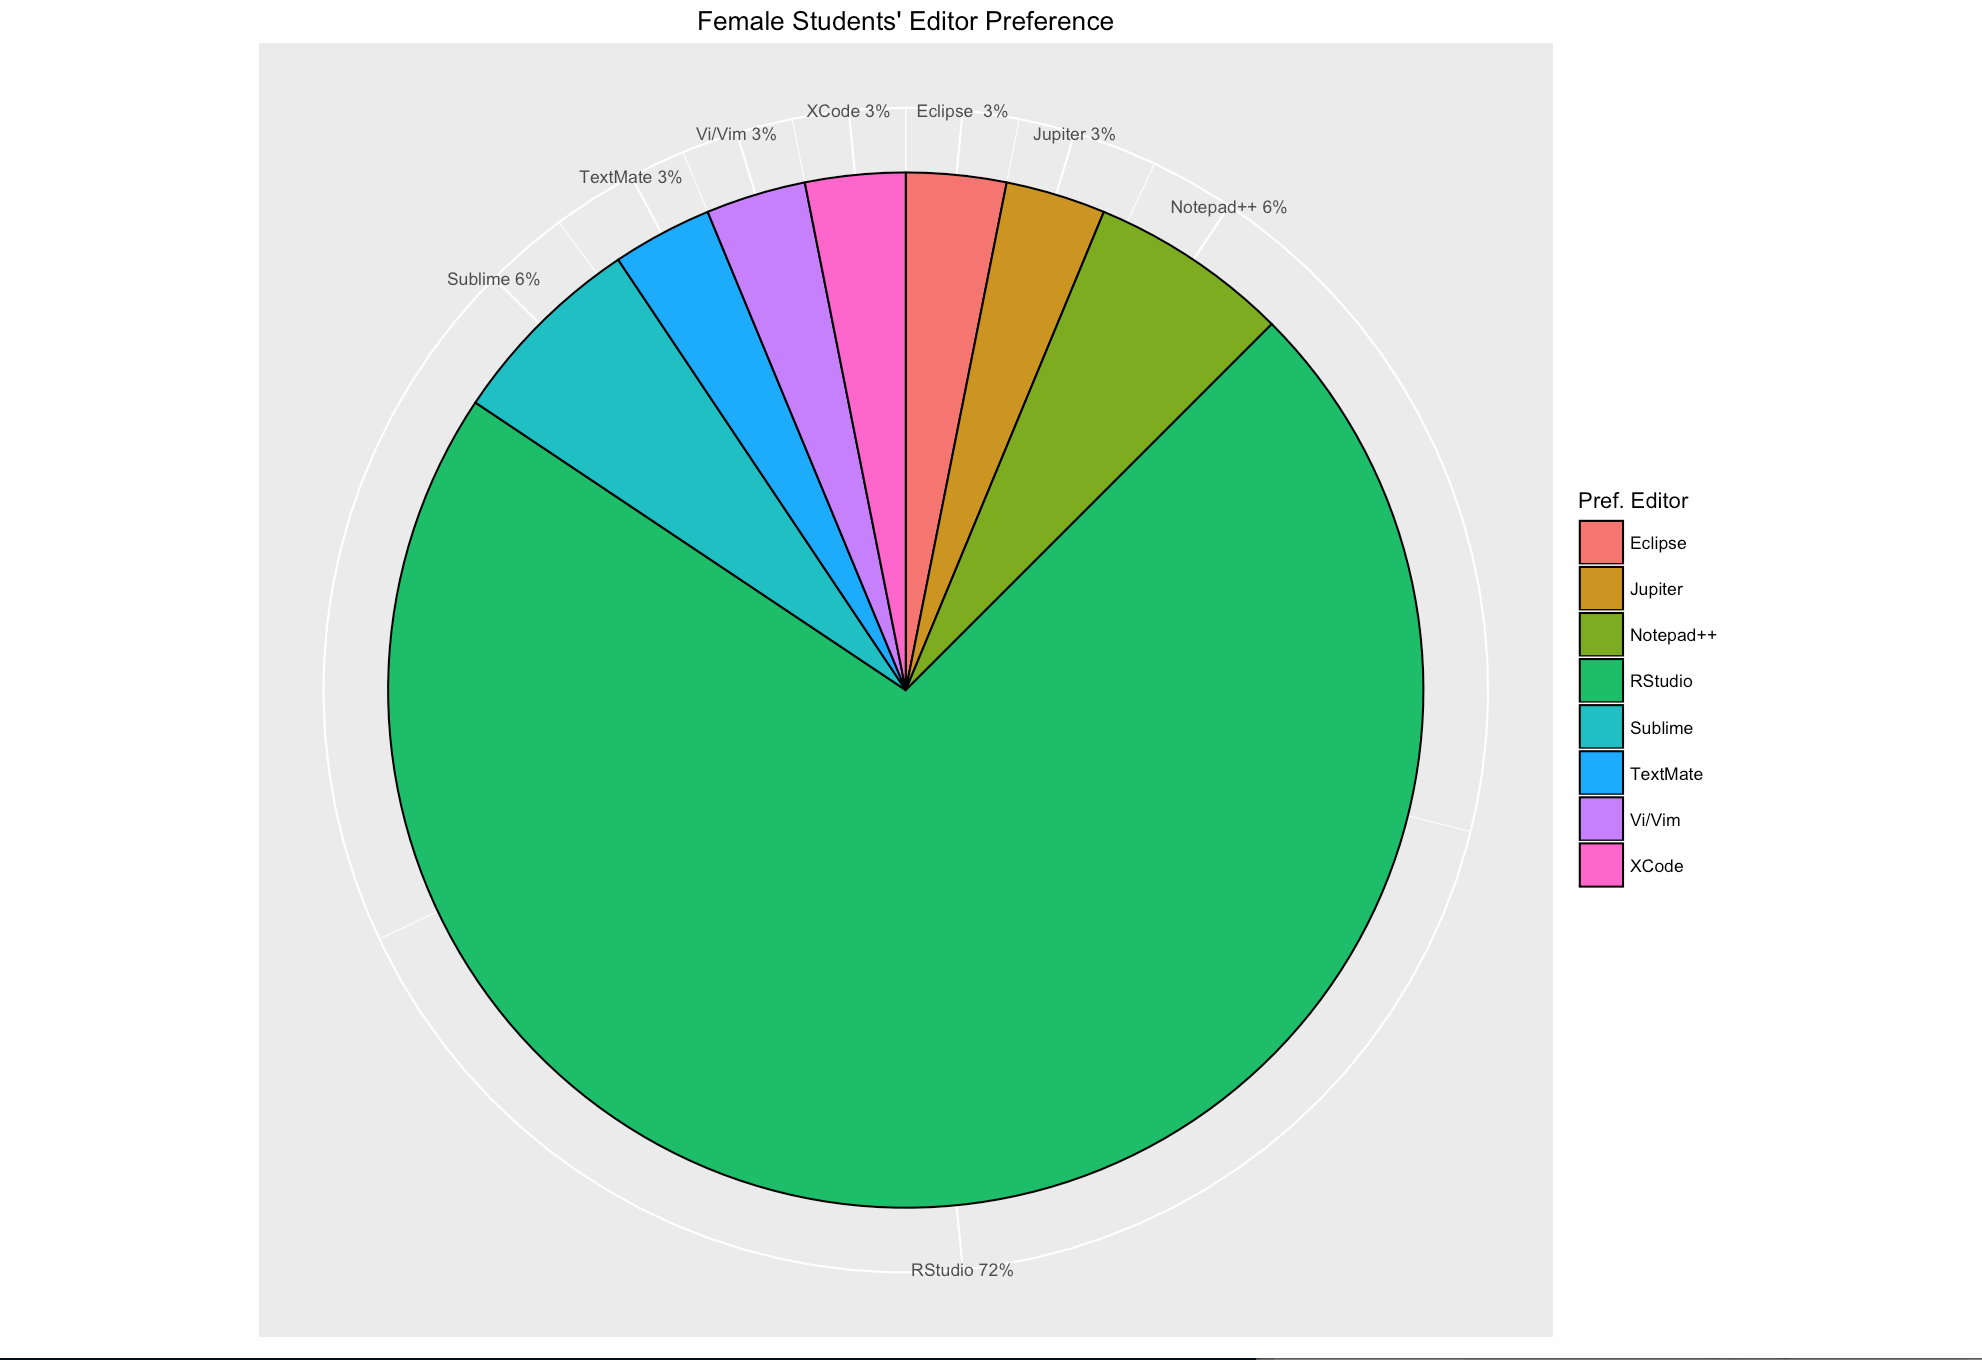 Female Students' Editor Preference
XCode 3%
Eclipse  3%
Vi/Vim 3%
Jupiter 3%
TextMate 3%
Notepad++ 6%
Sublime 6%
RStudio 72%
Pref. Editor
Eclipse
Jupiter
Notepad++
RStudio
Sublime
TextMate
Vi/Vim
XCode